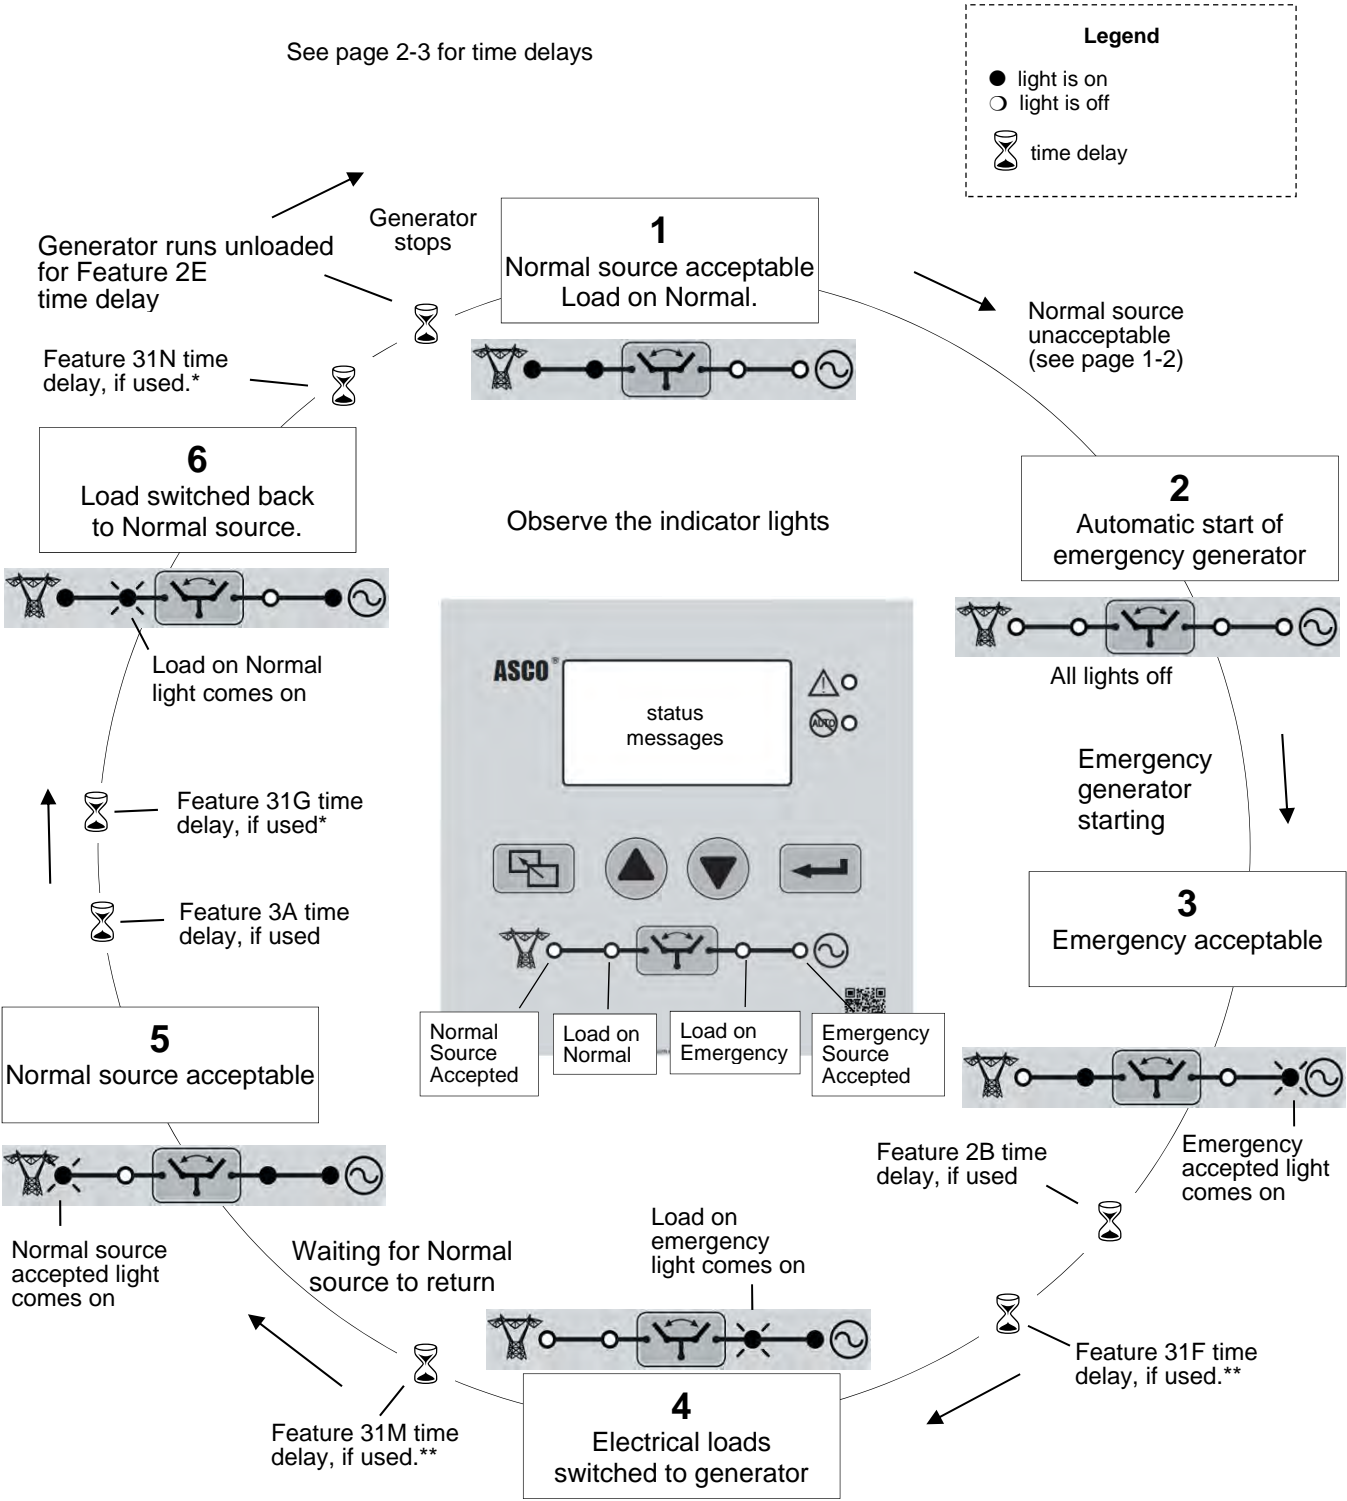 See page 2-3 for time delays
Legend
light is on
light is off
time delay
Generator
stops
Generator runs unloaded
for Feature 2E
time delay
1
Normal source acceptable
Load on Normal.
Normal source
unacceptable
(see page 1-2)
Feature 31N time
delay, if used.*
6
Load switched back
to Normal source.
2
Automatic start of
emergency generator
Observe the indicator lights
Load on Normal
light comes on
All lights off
ASCO®
status
messages
AUTO
Emergency
generator
starting
Feature 31G time
delay, if used*
Feature 3A time
delay, if used
3
Emergency acceptable
5
Normal source acceptable
Normal
Source
Accepted
Load on
Normal
Load on
Emergency
Emergency
Source
Accepted
Feature 2B time
delay, if used
Emergency
accepted light
comes on
Normal source
accepted light
comes on
Waiting for Normal
source to return
Load on
emergency
light comes on
Feature 31F time
delay, if used.**
Feature 31M time
delay, if used.**
4
Electrical loads
switched to generator